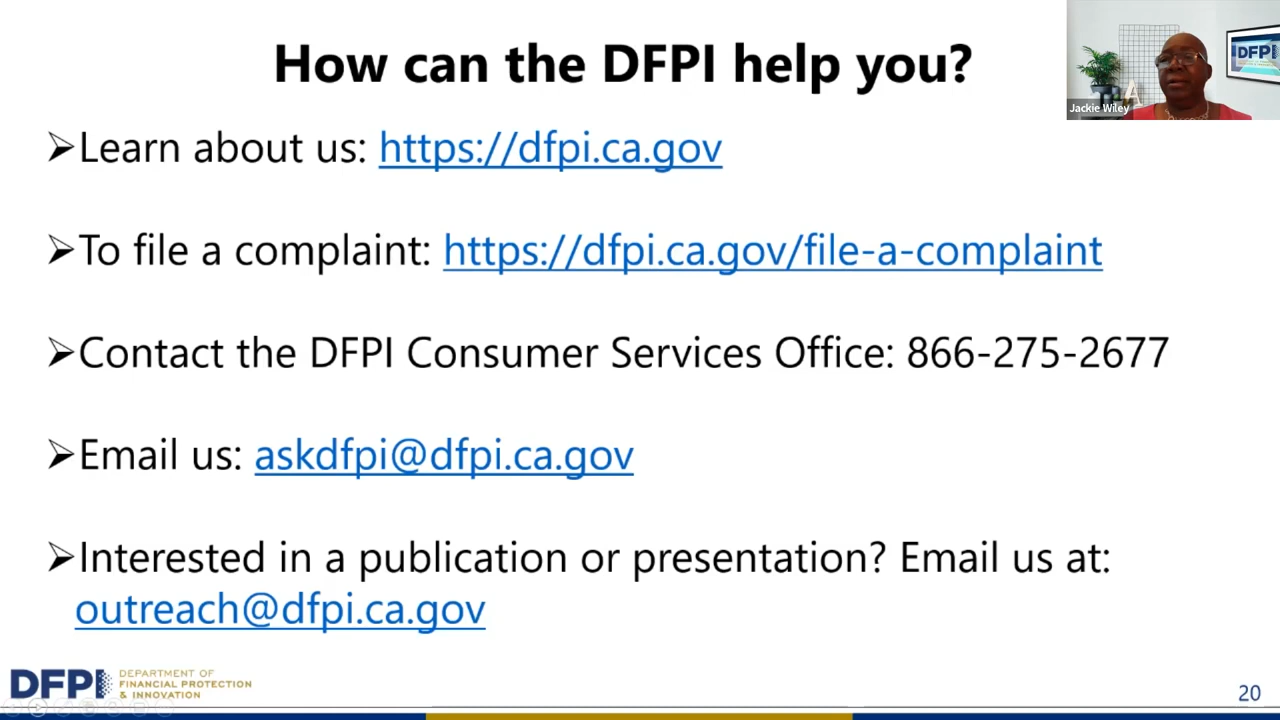 How can the DFPI help you?
DFPI
Jackie Wiley
➢Learn about us: https://dfpi.ca.gov
➢To file a complaint: https://dfpi.ca.gov/file-a-complaint
➢Contact the DFPI Consumer Services Office: 866-275-2677
➢Email us: askdfpi@dfpi.ca.gov
➢Interested in a publication or presentation? Email us at:
outreach@dfpi.ca.gov
DFPI
DEPARTMENT OF
FINANCIAL PROTECTION
& INNOVATION
20